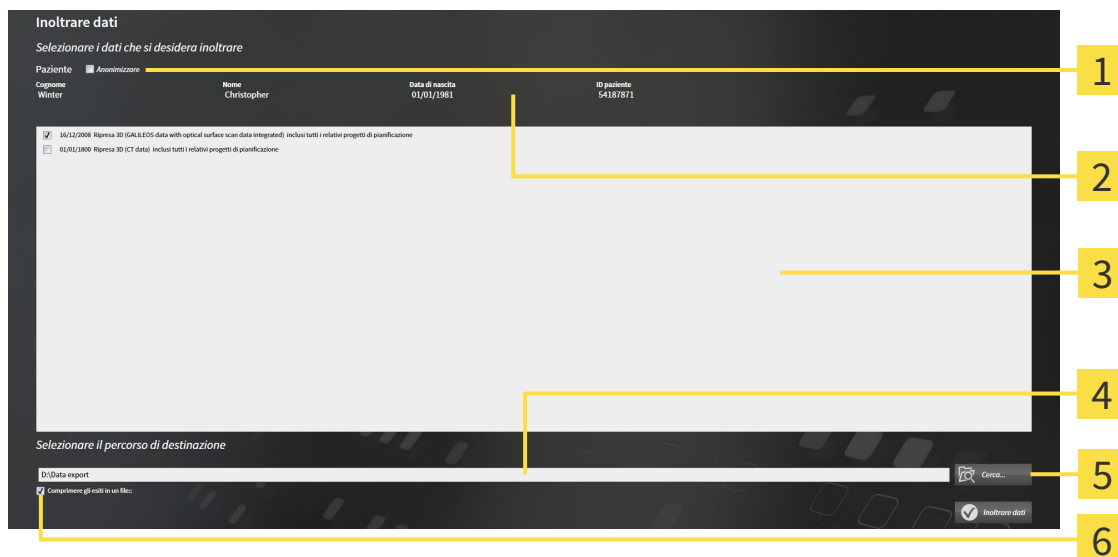 Inoltrare dati
Selezionare i dati che si desidera inoltrare
Paziente Anonimizzare
1
Cognome Nome Data di nascita ID paziente
Winter Christopher 01/01/1981 54187871
16/12/2008 Ripresa 3D (GALILEOS data with optical surface scan data integrated) inclusi tutti i relativi progetti di pianificazione
01/01/1800 Ripresa 3D (CT data) inclusi tutti i relativi progetti di pianificazione
2
3
4
Selezionare il percorso di destinazione
D:\Data export
Cerca...
5
Comprimere gli esiti in un file::
Inoltrare dati
6